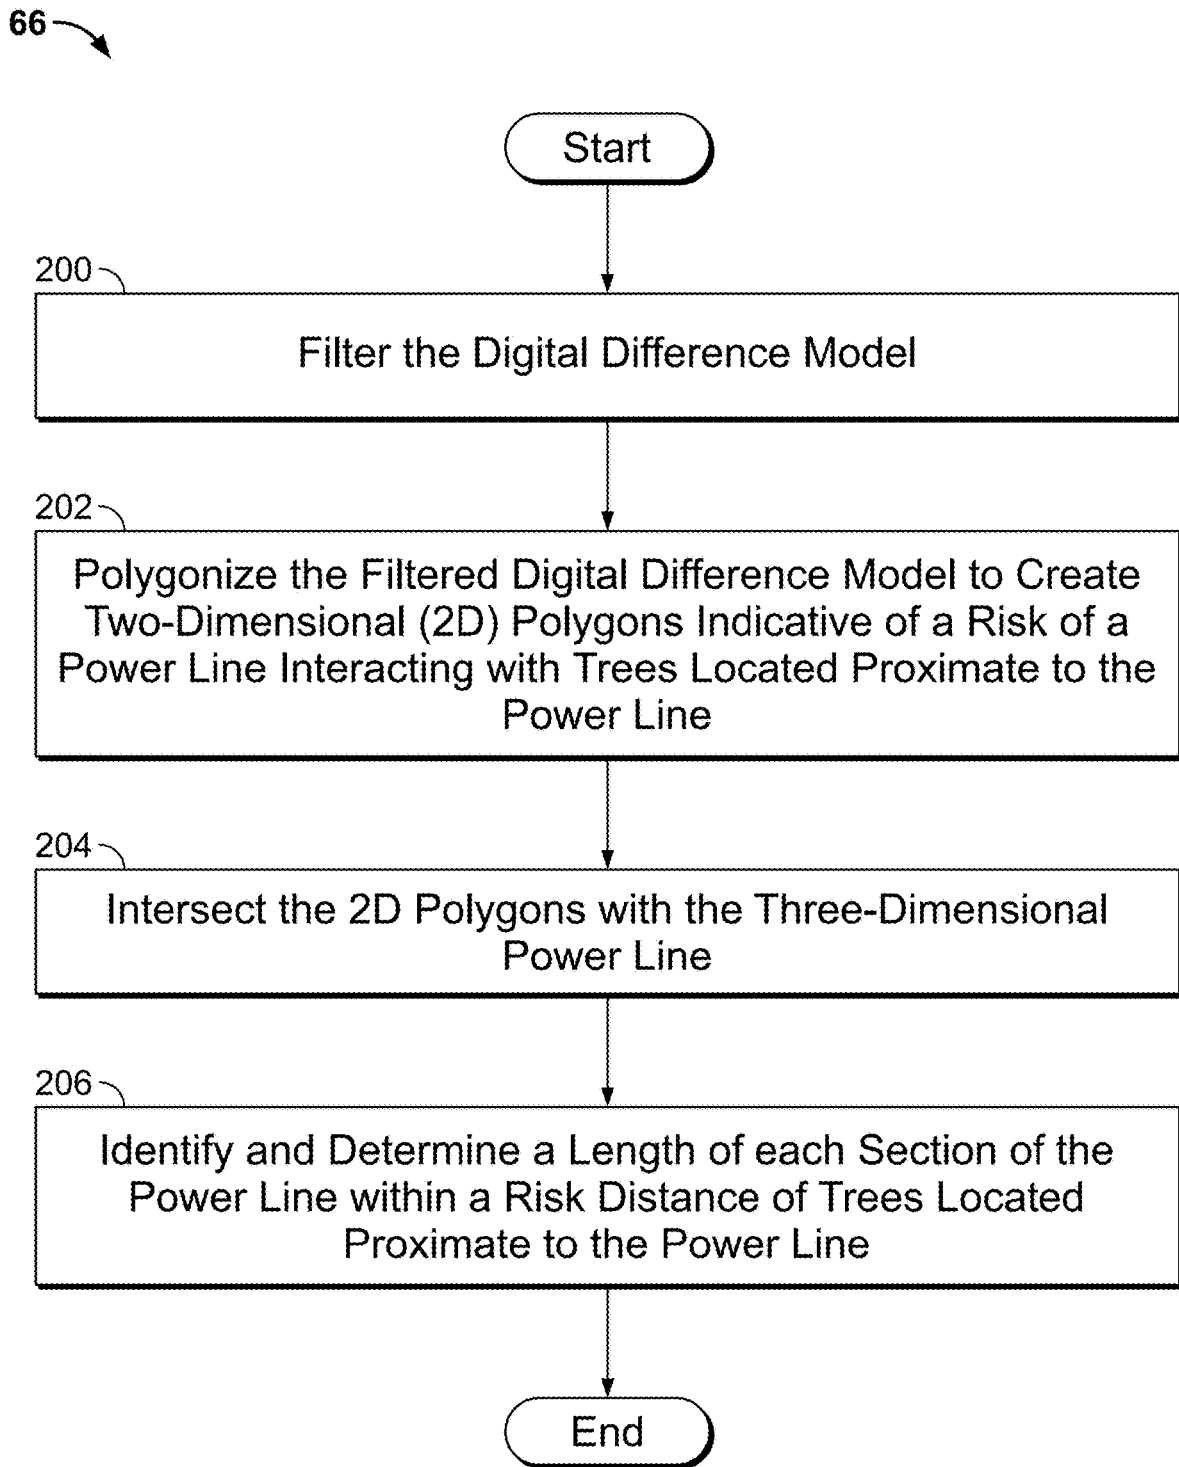 66
Start
200
Filter the Digital Difference Model
202
Polygonize the Filtered Digital Difference Model to Create
Two-Dimensional (2D) Polygons Indicative of a Risk of a
Power Line Interacting with Trees Located Proximate to the
Power Line
204
Intersect the 2D Polygons with the Three-Dimensional
Power Line
206
Identify and Determine a Length of each Section of the
Power Line within a Risk Distance of Trees Located
Proximate to the Power Line
End